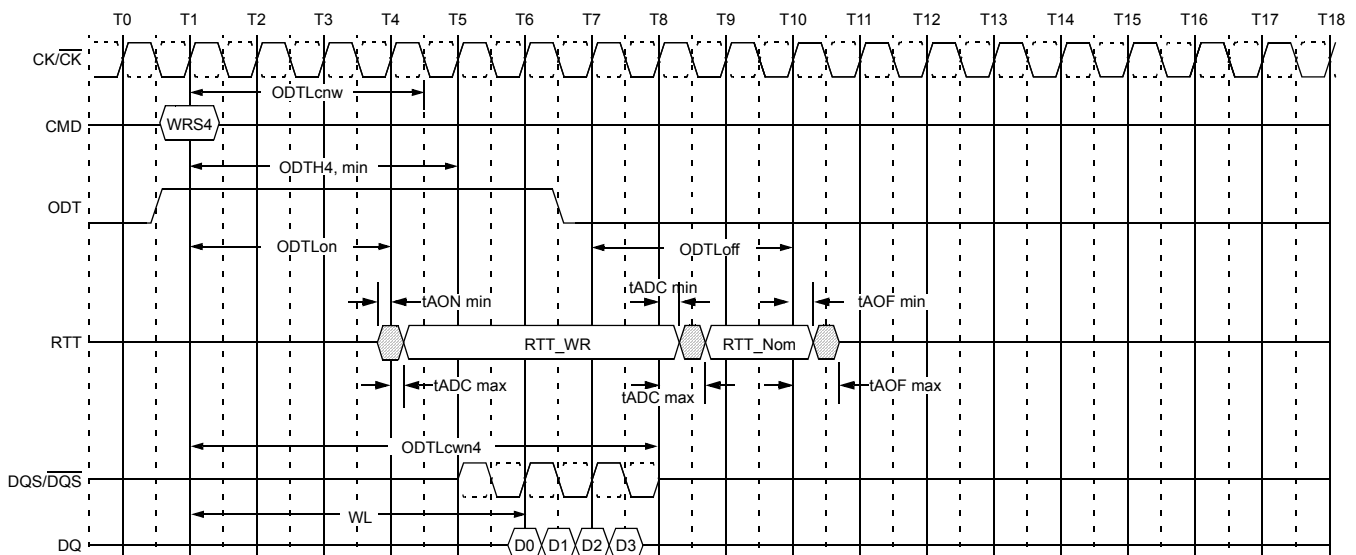 T0 T1 T2 T3 T4 T5 T6 T7 T8 T9 T10 T11 T12 T13 T14 T15 T16 T17 T18
CK/CK
ODTLcnw
CMD WRS4
ODTH4, min
ODT
ODTLon ODTLoff
tAON min tADC min tAOF min
RTT RTT_WR RTT_Nom
tADC max tADC max tAOF max
ODTLcwn4
DQS/DQS
WL
DQ D0 D1 D2 D3